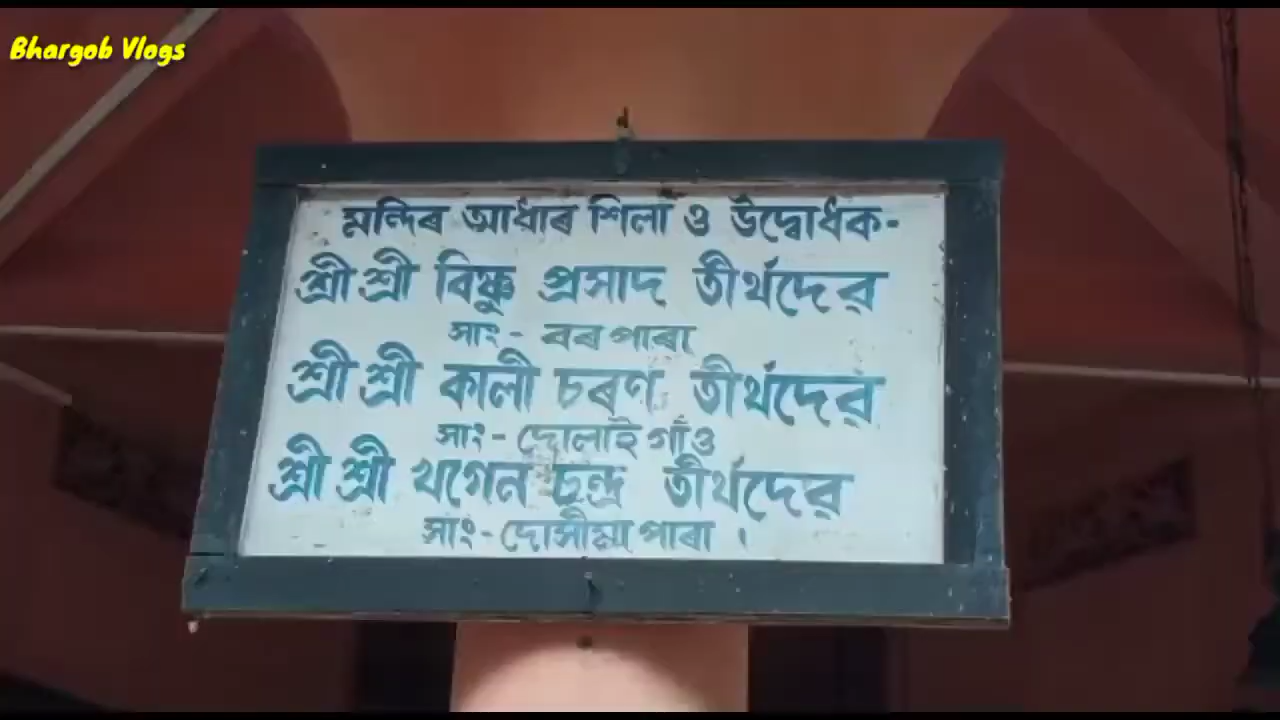 Bhargob Vlogs
মন্দিৰ আধাৰ শিলা ও উদ্বোধক-
শ্ৰী শ্ৰী বিষ্ণু প্ৰসাদ তীৰ্থদেৱ
সাং - বৰপাৰা
শ্ৰী শ্ৰী কালী চৰণ তীৰ্থদেৱ
সাং - দোলাই গাঁও
শ্ৰী শ্ৰী খগেন চন্দ্ৰ তীৰ্থদেৱ
সাং - দোসীমা পাৰা ।